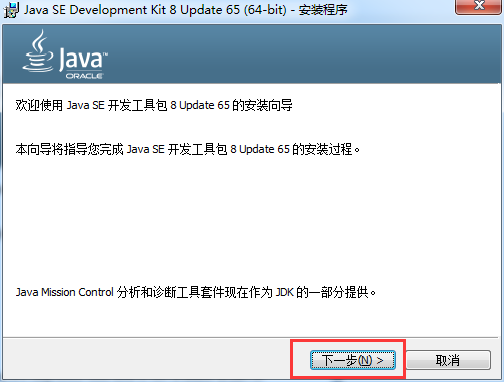 Java SE Development Kit 8 Update 65 (64-bit) - 安装程序
Java™
ORACLE
欢迎使用 Java SE 开发工具包 8 Update 65 的安装向导
本向导将指导您完成 Java SE 开发工具包 8 Update 65 的安装过程。
Java Mission Control 分析和诊断工具套件现在作为 JDK 的一部分提供。
下一步(N) > 取消